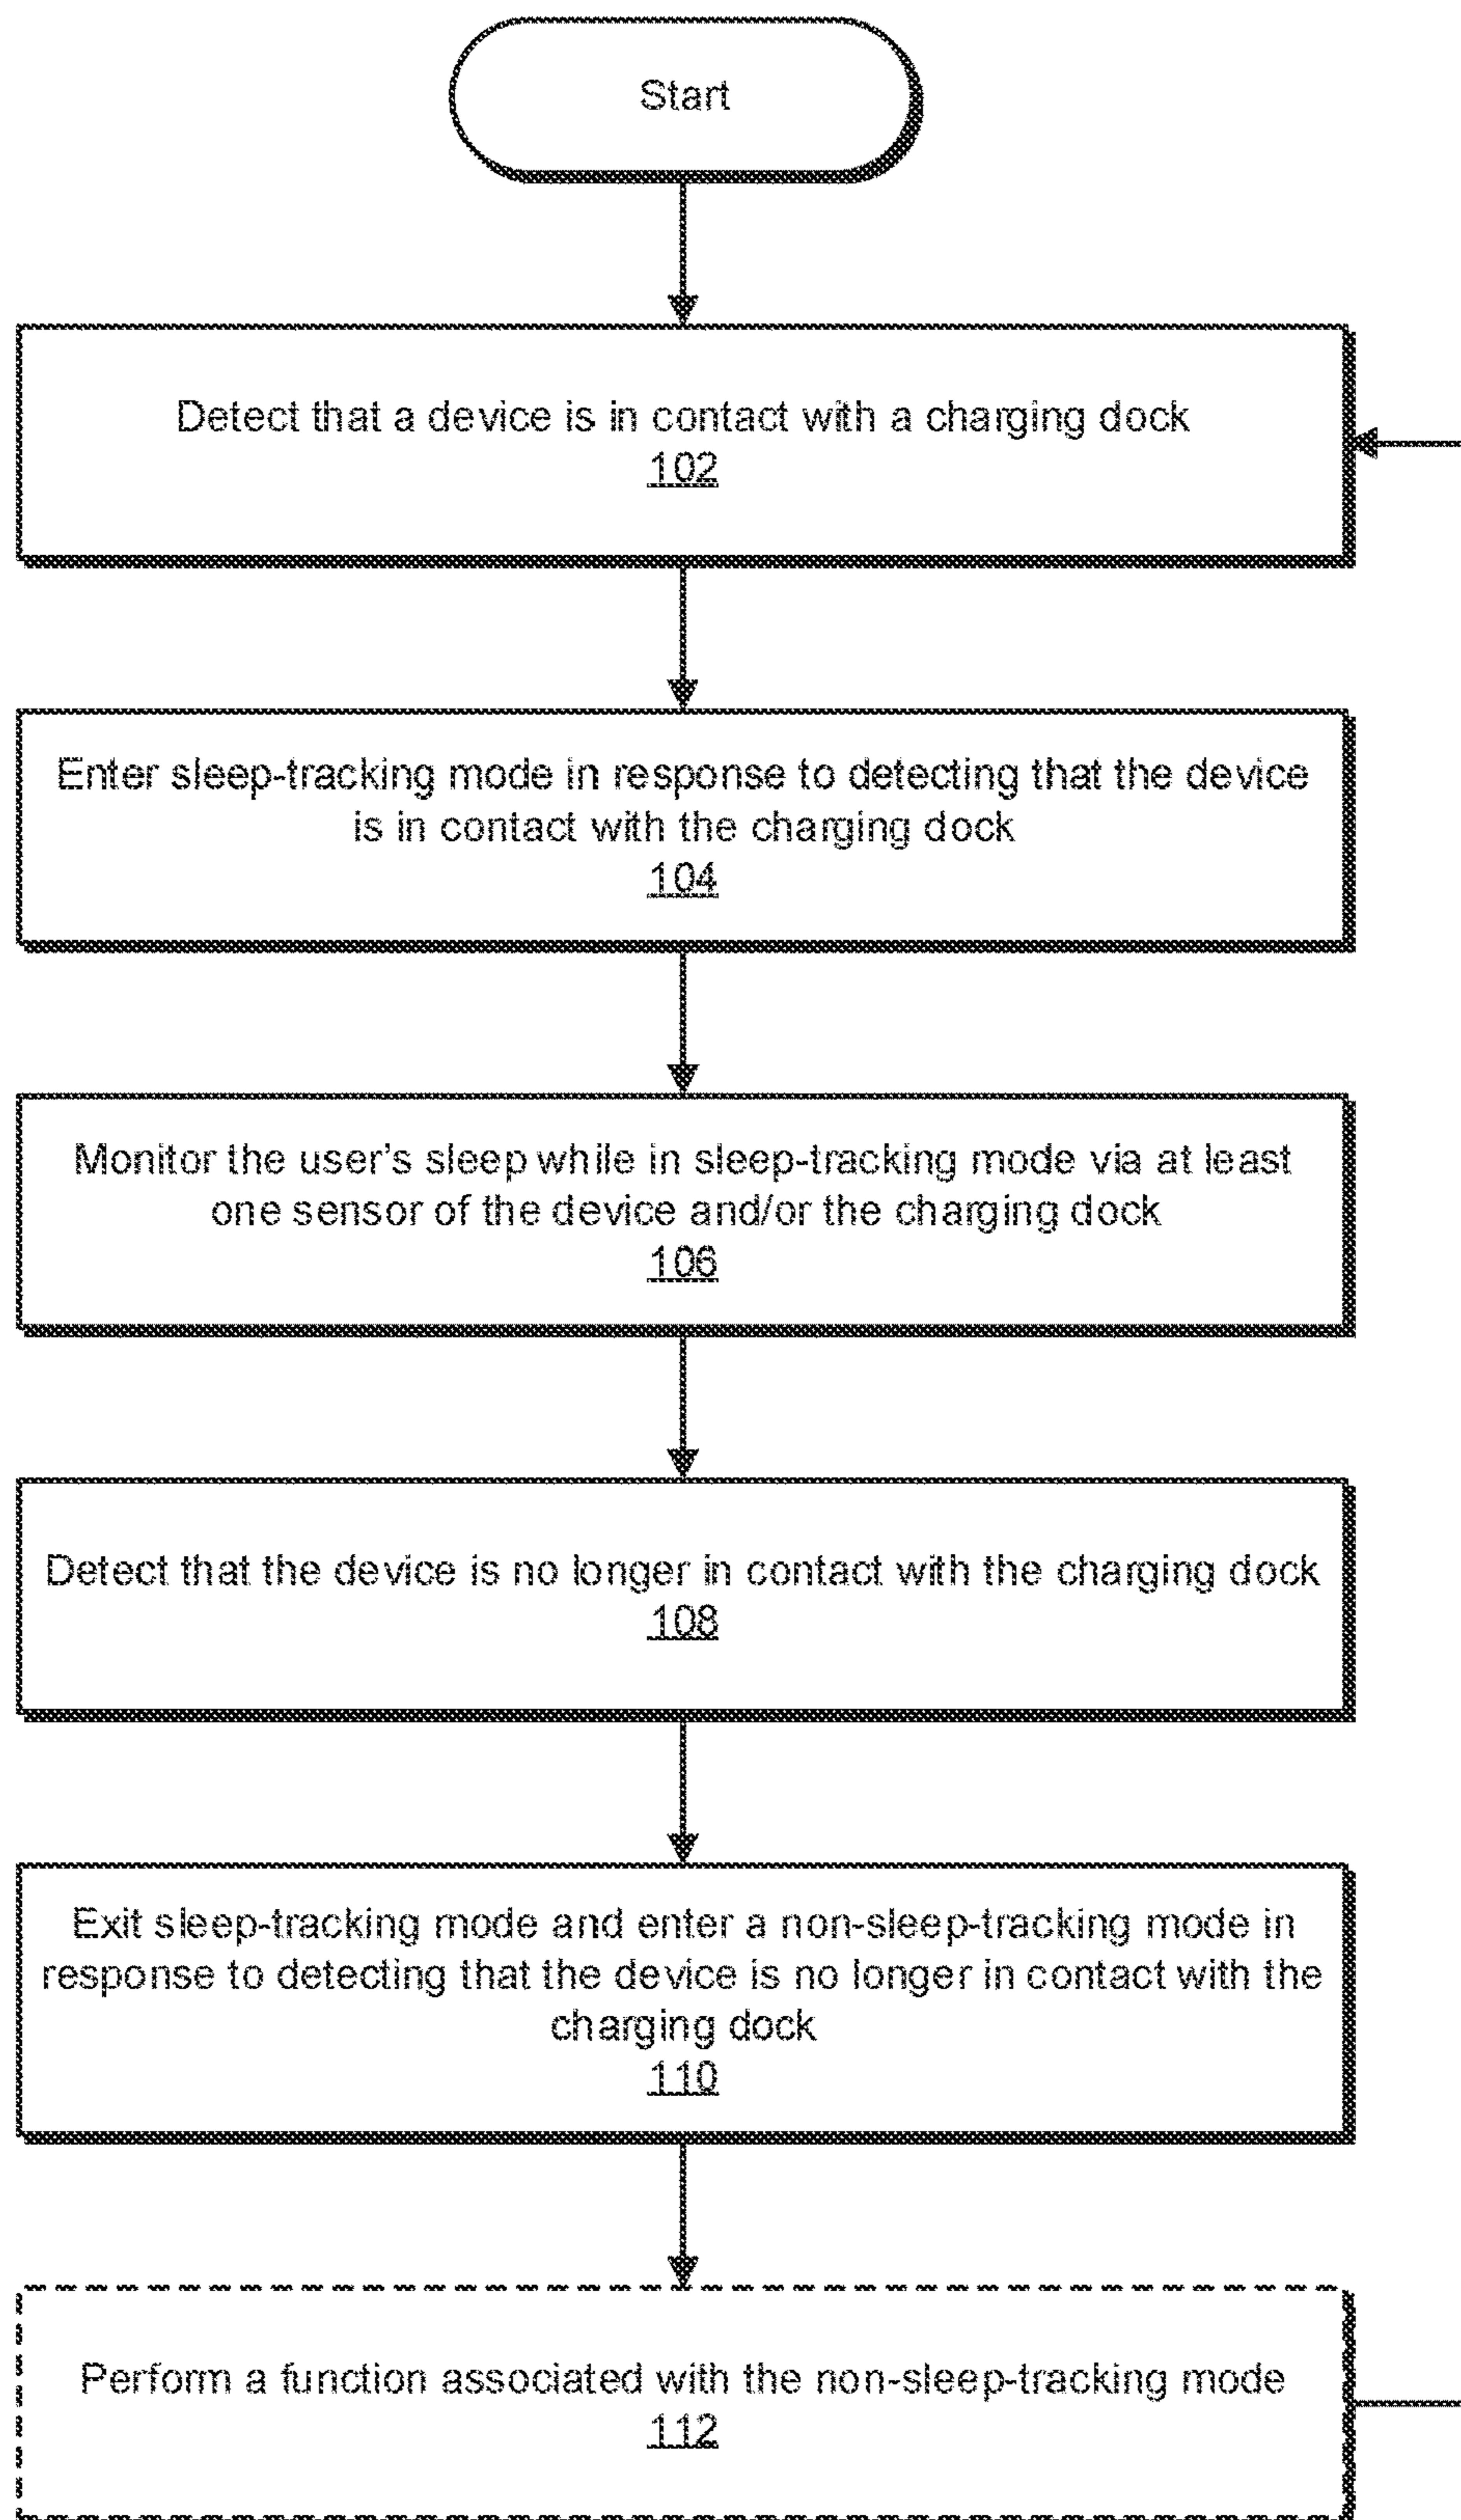 Start
Detect that a device is in contact with a charging dock
102
Enter sleep-tracking mode in response to detecting that the device
is in contact with the charging dock
104
Monitor the user's sleep while in sleep-tracking mode via at least
one sensor of the device and/or the charging dock
106
Detect that the device is no longer in contact with the charging dock
108
Exit sleep-tracking mode and enter a non-sleep-tracking mode in
response to detecting that the device is no longer in contact with the
charging dock
110
Perform a function associated with the non-sleep-tracking mode
112